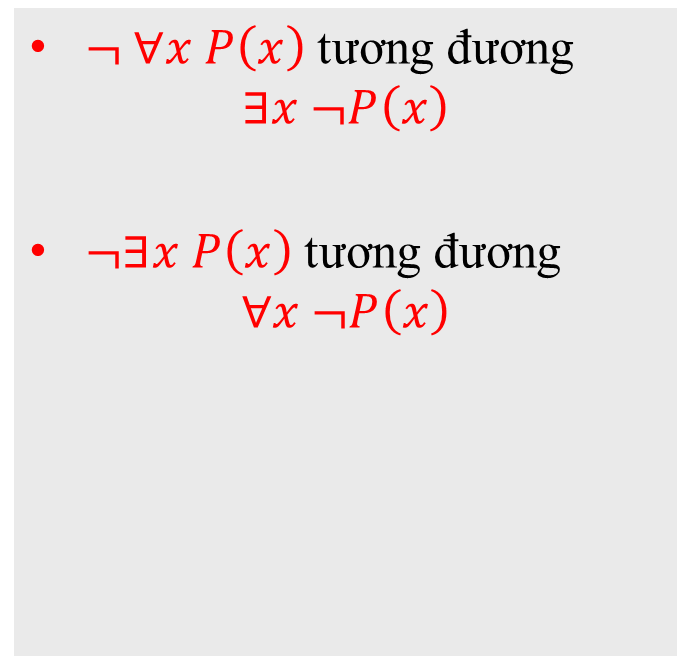 • ¬ ∀x P(x) tương đương
∃x ¬P(x)
• ¬∃x P(x) tương đương
∀x ¬P(x)